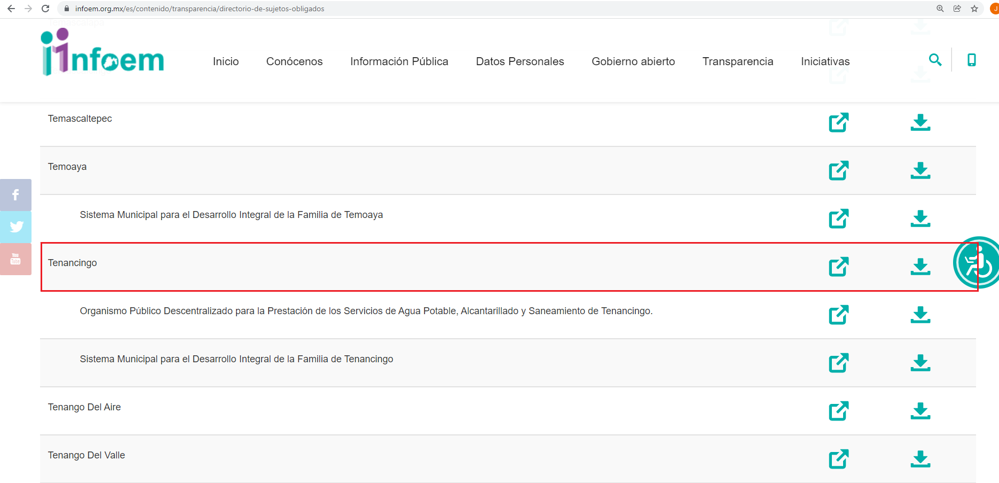 infoem.org.mx/es/contenido/transparencia/directorio-de-sujetos-obligados
J
Temascalapa
infoem
Inicio
Conócenos
Información Pública
Datos Personales
Gobierno abierto
Transparencia
Iniciativas
Temascaltepec
Temoaya
f
Sistema Municipal para el Desarrollo Integral de la Familia de Temoaya
You
Tube
Tenancingo
Organismo Público Descentralizado para la Prestación de los Servicios de Agua Potable, Alcantarillado y Saneamiento de Tenancingo.
Sistema Municipal para el Desarrollo Integral de la Familia de Tenancingo
Tenango Del Aire
Tenango Del Valle